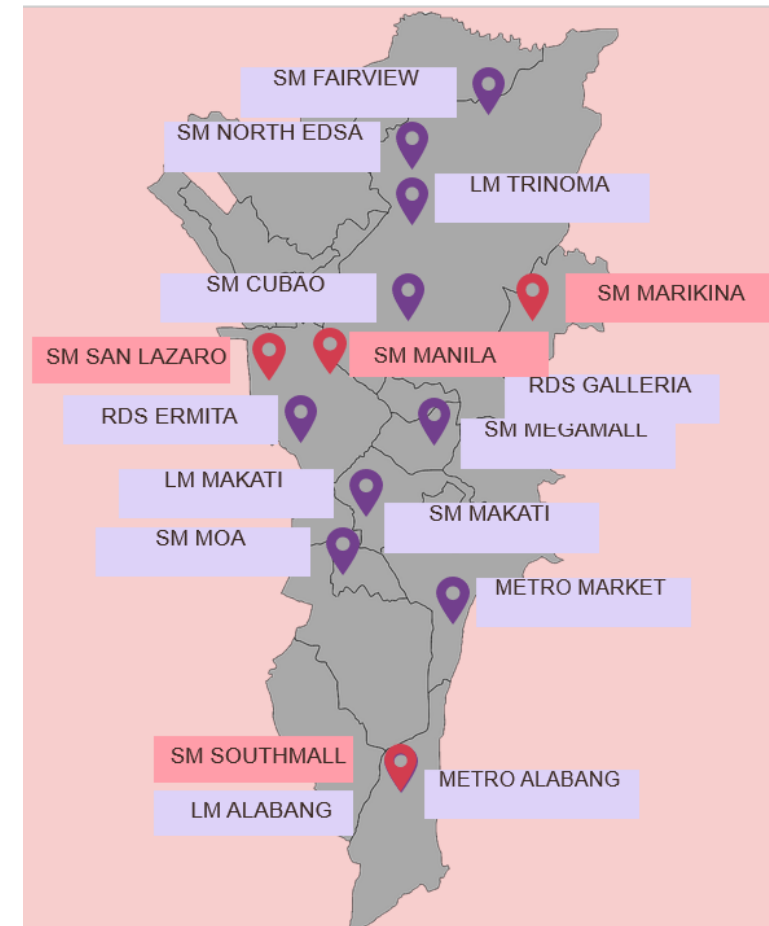 SM FAIRVIEW
SM NORTH EDSA
LM TRINOMA
SM CUBAO
SM MARIKINA
SM SAN LAZARO
SM MANILA
RDS GALLERIA
RDS ERMITA
SM MEGAMALL
LM MAKATI
SM MAKATI
SM MOA
METRO MARKET
SM SOUTHMALL
METRO ALABANG
LM ALABANG